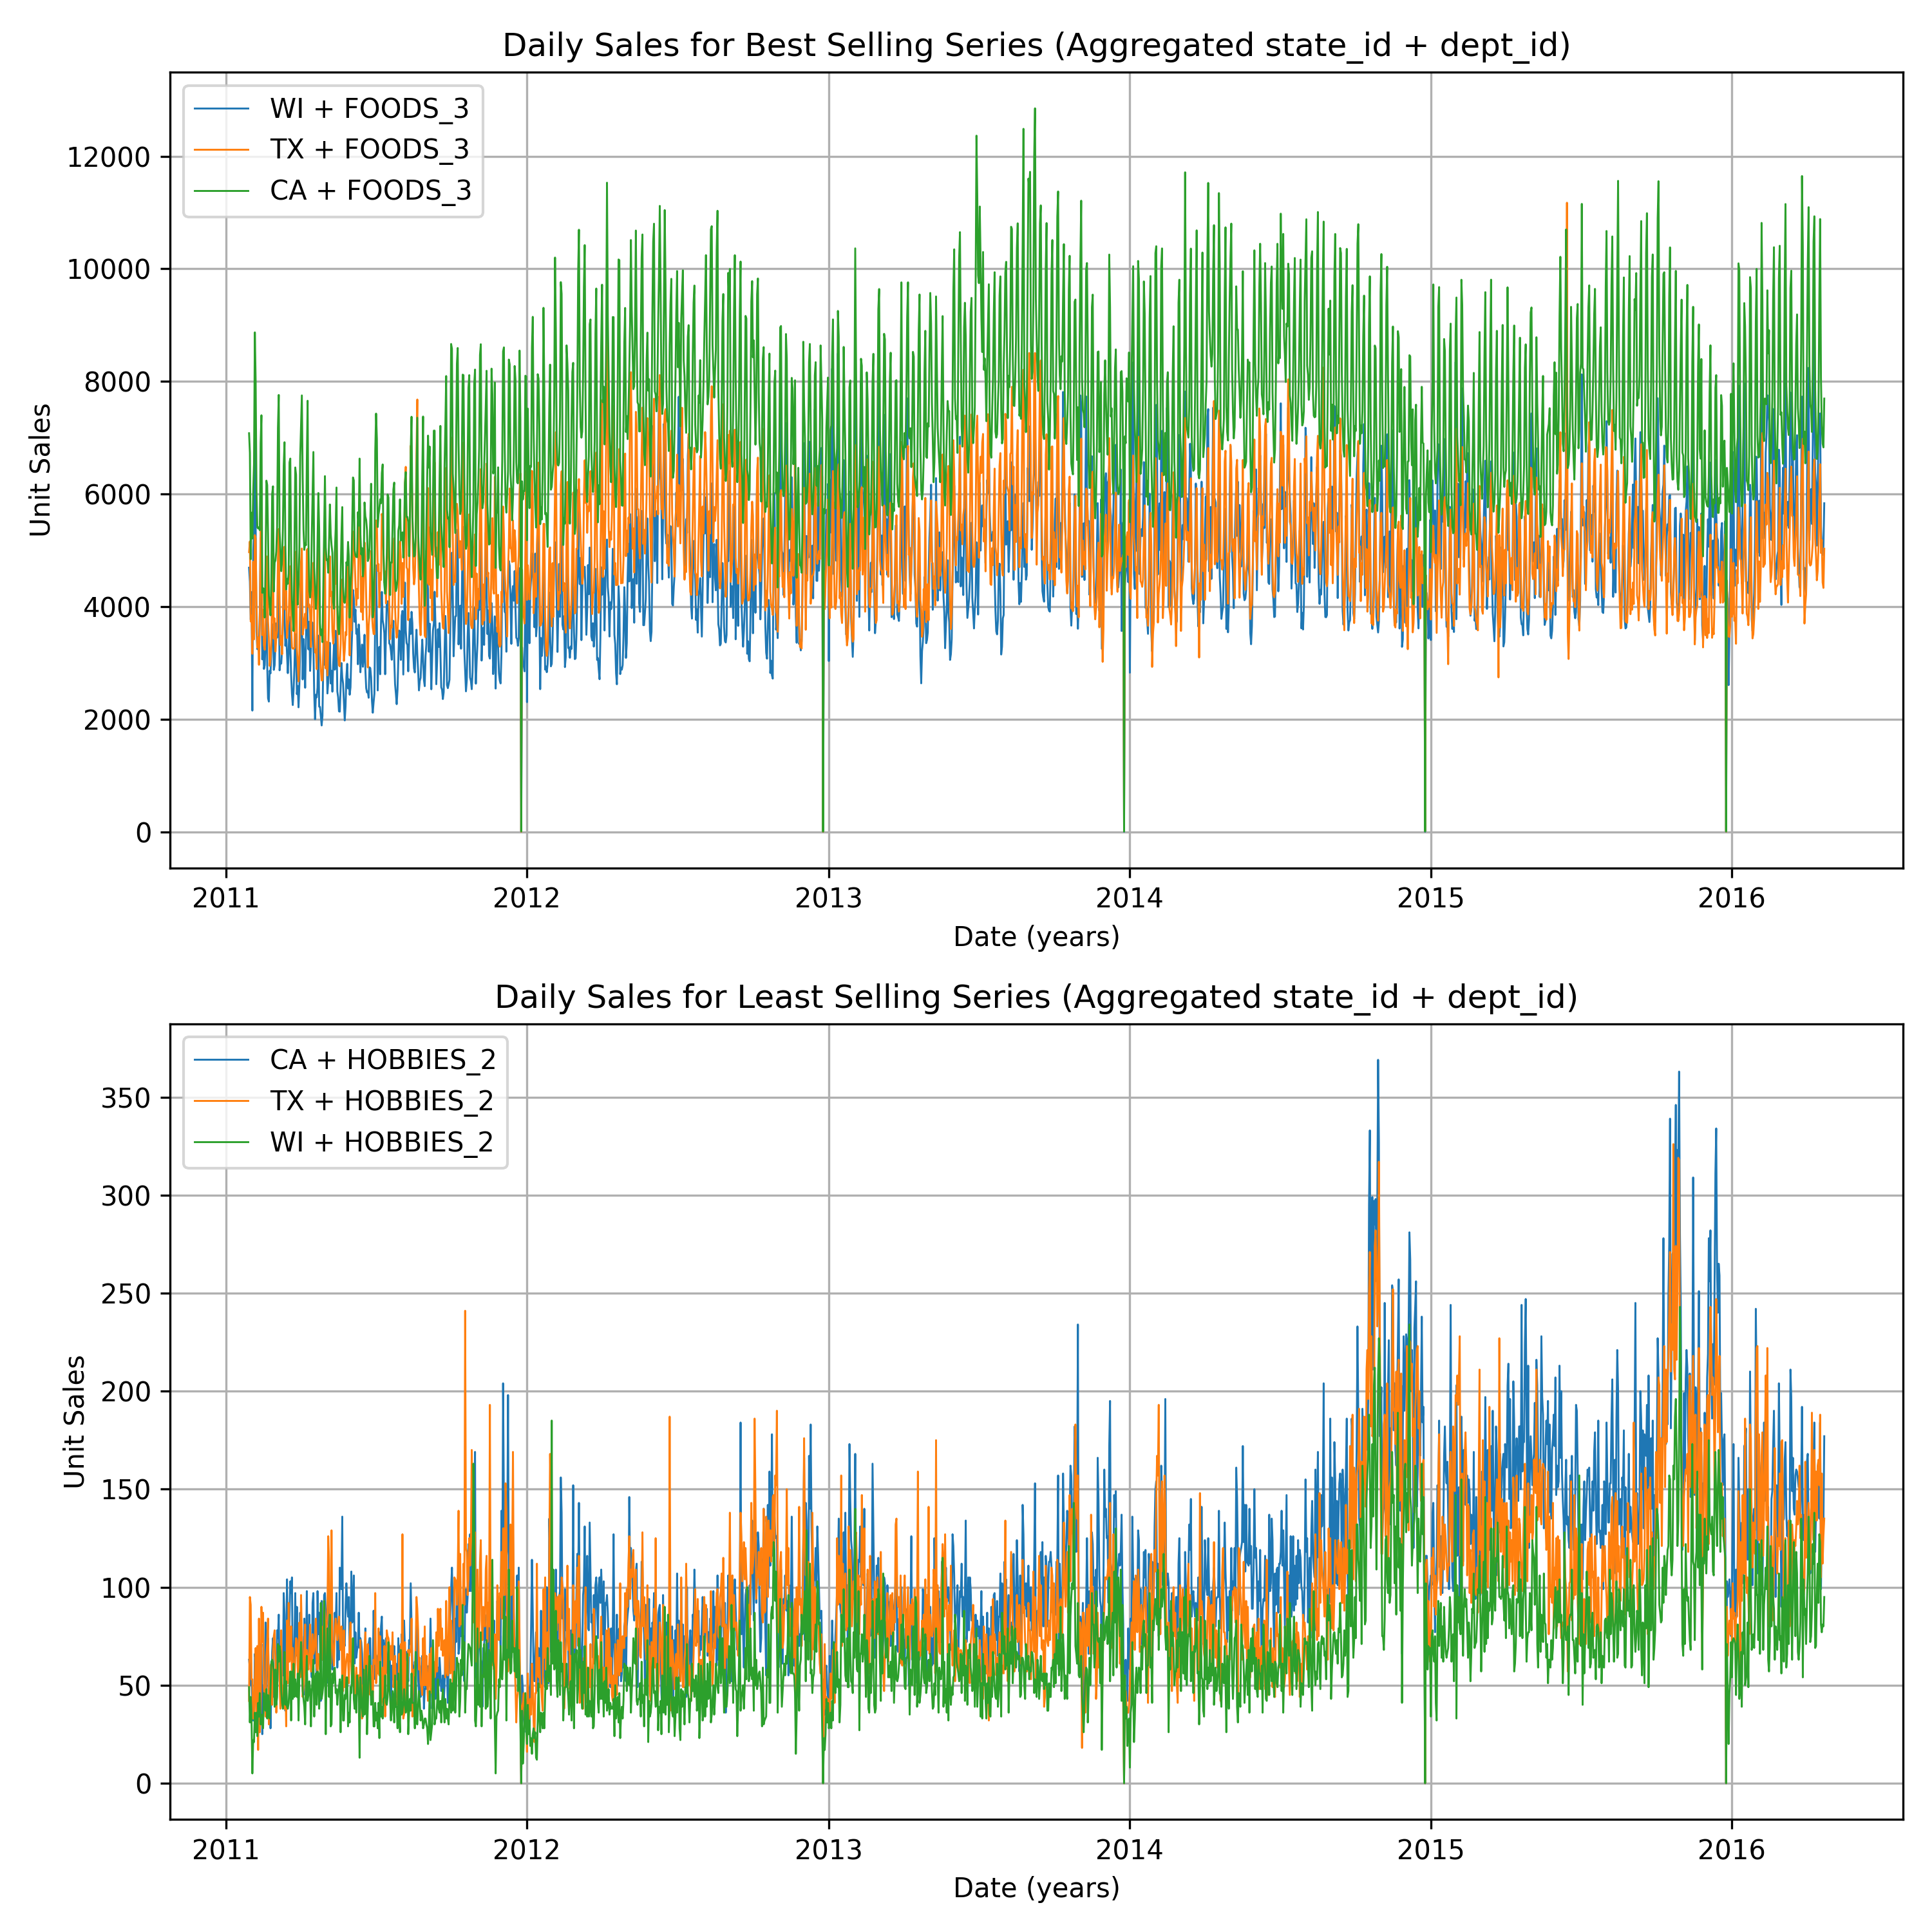 Daily Sales for Best Selling Series (Aggregated state_id + dept_id)
WI + FOODS_3
TX + FOODS_3
CA + FOODS_3
Unit Sales
12000
10000
8000
6000
4000
2000
0
2011 2012 2013 2014 2015 2016
Date (years)
Daily Sales for Least Selling Series (Aggregated state_id + dept_id)
CA + HOBBIES_2
TX + HOBBIES_2
WI + HOBBIES_2
Unit Sales
350
300
250
200
150
100
50
0
2011 2012 2013 2014 2015 2016
Date (years)